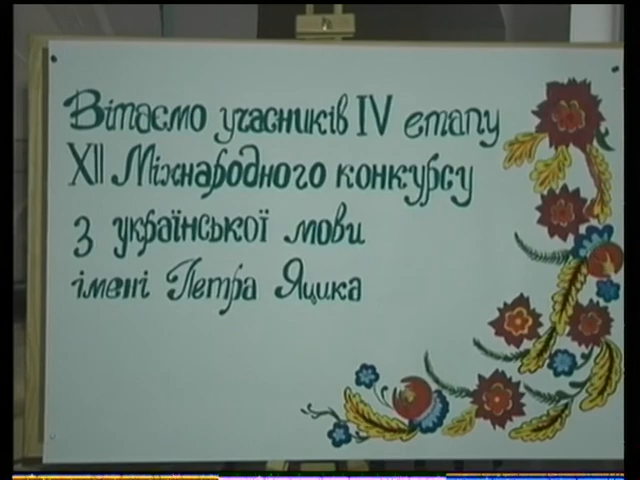 Вітаємо учасників IV етапу
XII Міжнародного конкурсу
з української мови
імені Петра Яцика